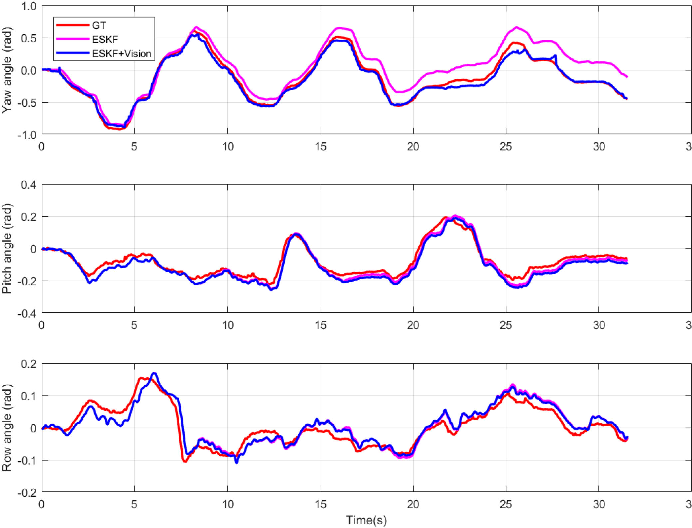 1.0
0.5
0
-0.5
-1.0
Yaw angle (rad)
GT
ESKF
ESKF+Vision
0 5 10 15 20 25 30 3
0.4
0.2
0
-0.2
-0.4
Pitch angle (rad)
0 5 10 15 20 25 30 3
0.2
0.1
0
-0.1
-0.2
Row angle (rad)
0 5 10 15 20 25 30 3
Time(s)